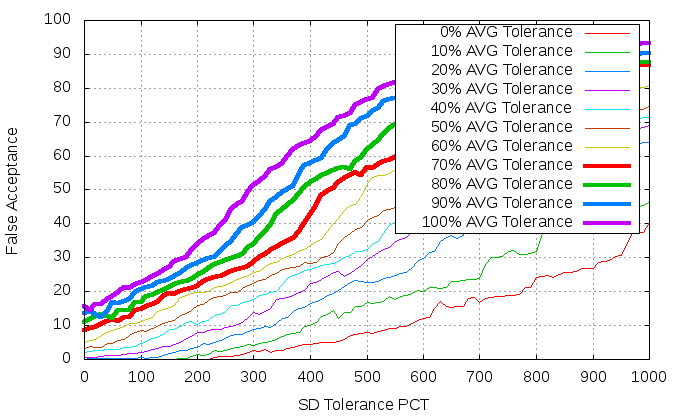 100
90
80
70
60
50
40
30
20
10
0
0 100 200 300 400 500 600 700 800 900 1000
False Acceptance
SD Tolerance PCT
0% AVG Tolerance
10% AVG Tolerance
20% AVG Tolerance
30% AVG Tolerance
40% AVG Tolerance
50% AVG Tolerance
60% AVG Tolerance
70% AVG Tolerance
80% AVG Tolerance
90% AVG Tolerance
100% AVG Tolerance